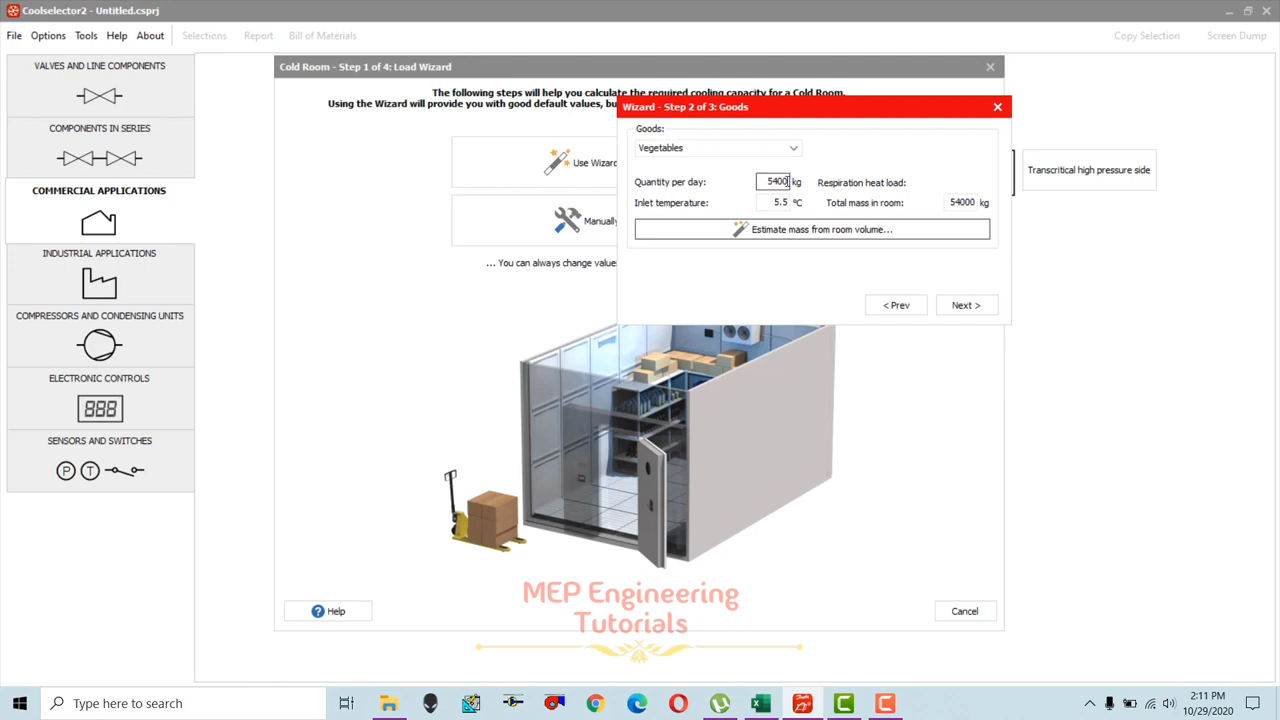 Coolselector2 - Untitled.csprj
File Options Tools Help About Selections Report Bill of Materials Copy Selection Screen Dump
VALVES AND LINE COMPONENTS
COMPONENTS IN SERIES
COMMERCIAL APPLICATIONS
INDUSTRIAL APPLICATIONS
COMPRESSORS AND CONDENSING UNITS
ELECTRONIC CONTROLS
888
SENSORS AND SWITCHES
P T
Cold Room - Step 1 of 4: Load Wizard
The following steps will help you calculate the required cooling capacity for a Cold Room.
Using the Wizard will provide you with good default values, bu
Use Wizard
Manually
... You can always change value
Wizard - Step 2 of 3: Goods
Goods:
Vegetables
Quantity per day: 5400 kg Respiration heat load:
Inlet temperature: 5.5 °C Total mass in room: 54000 kg
Estimate mass from room volume...
< Prev Next >
Transcritical high pressure side
MEP Engineering
Tutorials
Help Cancel
Type here to search
2:11 PM
10/29/2020